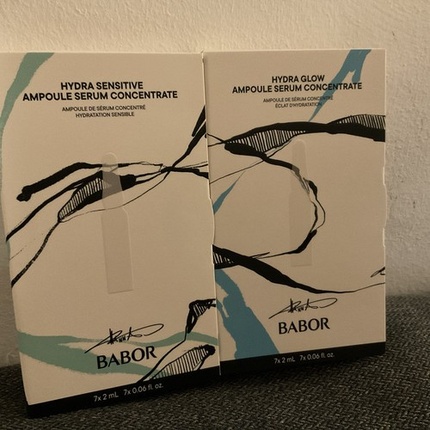 HYDRA SENSITIVE
AMPOULE SERUM CONCENTRATE
AMPOULE DE SÉRUM CONCENTRÉ
HYDRATATION SENSIBLE
BABOR
7x 2 mL 7x 0.06 fl. oz.
HYDRA GLOW
AMPOULE SERUM CONCENTRATE
AMPOULE DE SÉRUM CONCENTRÉ
ÉCLAT D'HYDRATATION
BABOR
7x 2 mL 7x 0.06 fl. oz.